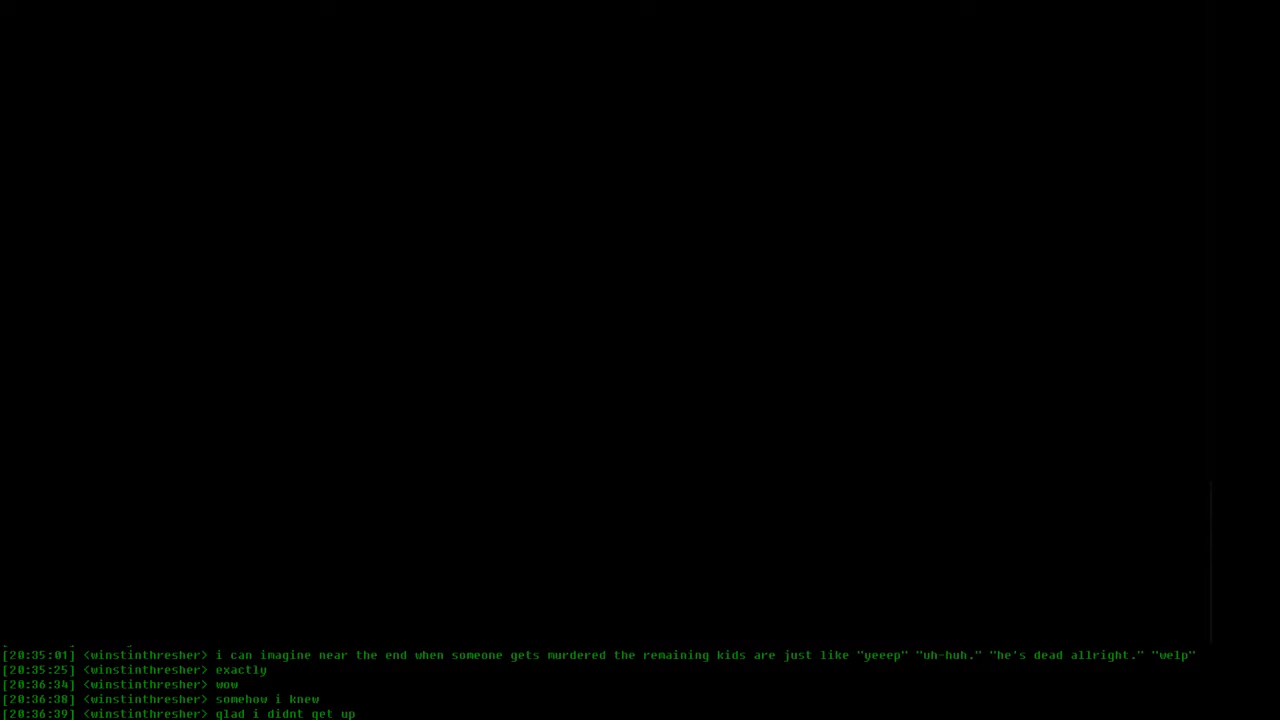 [20:35:01] <winstinthresher> i can imagine near the end when someone gets murdered the remaining kids are just like "yeeep" "uh-huh." "he's dead allright." "welp"
[20:35:25] <winstinthresher> exactly
[20:36:34] <winstinthresher> wow
[20:36:38] <winstinthresher> somehow i knew
[20:36:39] <winstinthresher> glad i didnt get up